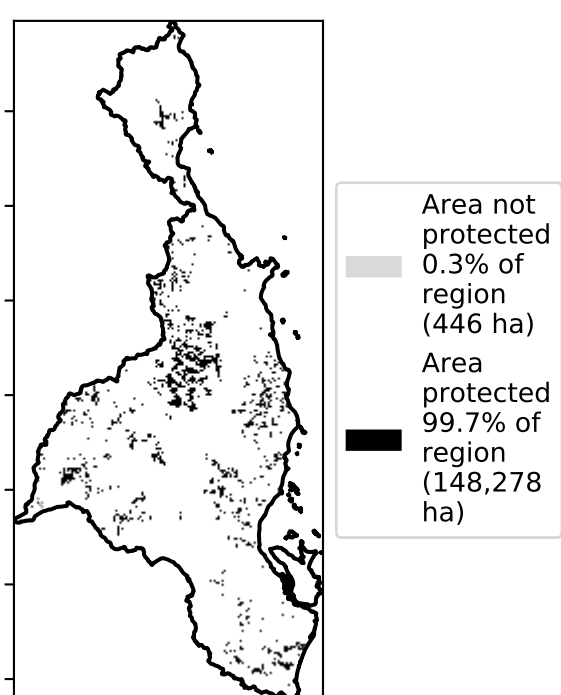 Area not
protected
0.3% of
region
(446 ha)
Area
protected
99.7% of
region
(148,278
ha)